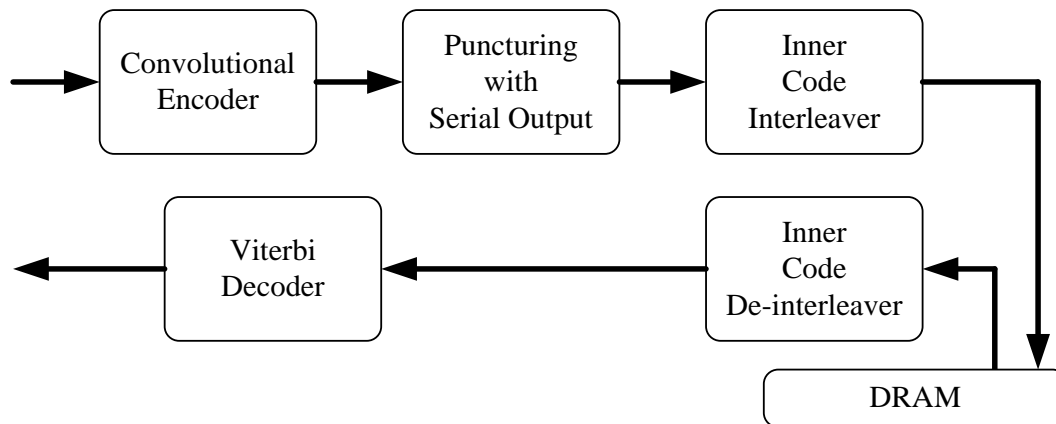 Convolutional
Encoder
Puncturing
with
Serial Output
Inner
Code
Interleaver
Viterbi
Decoder
Inner
Code
De-interleaver
DRAM